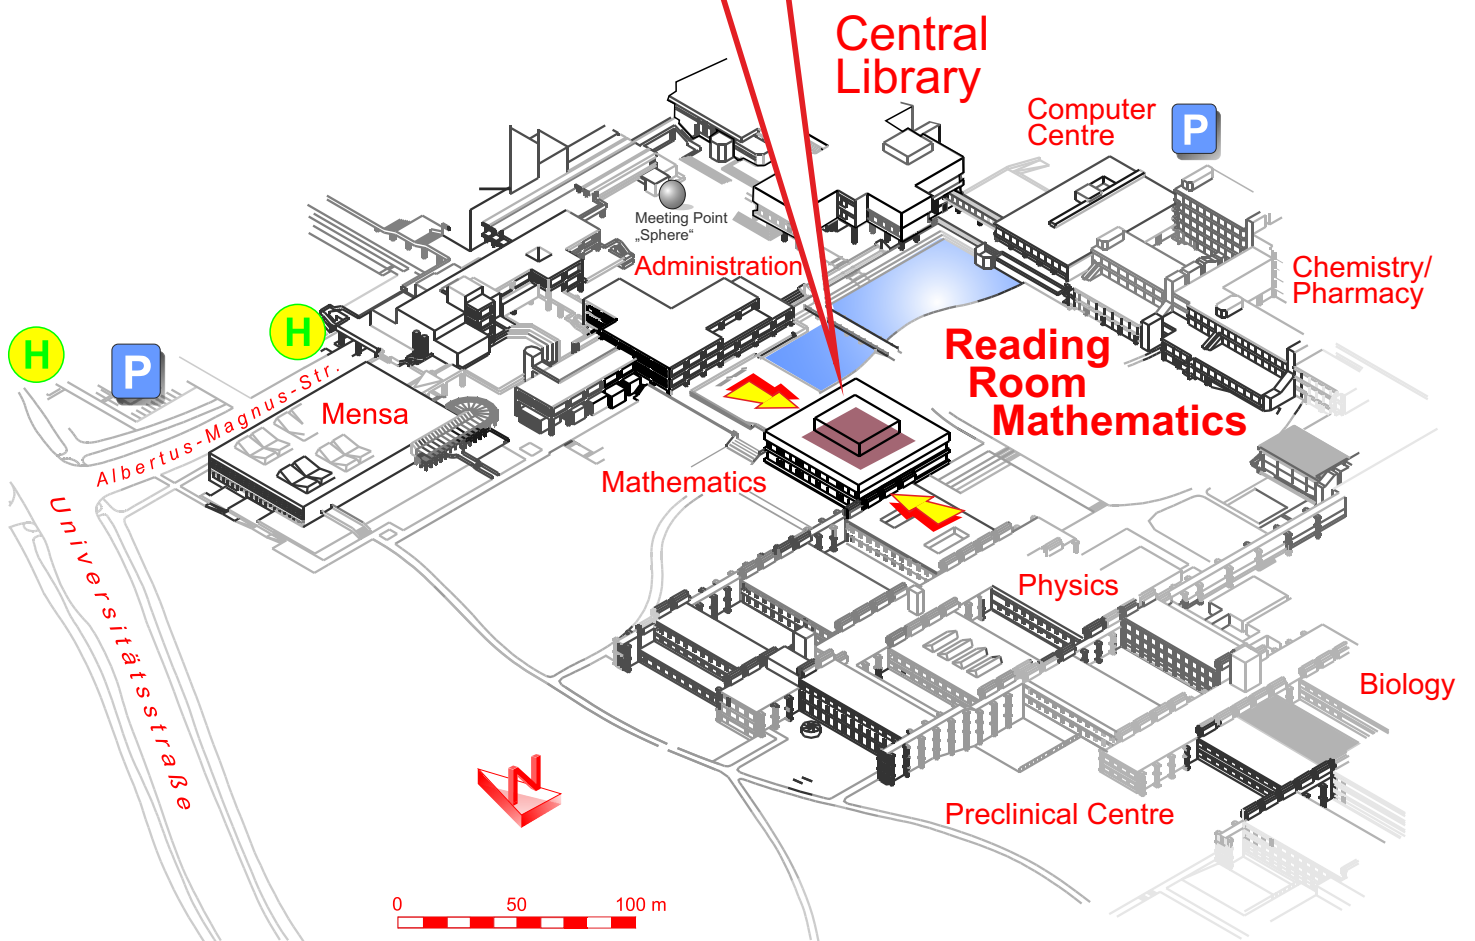 Central
Library
Computer
Centre
P
Meeting Point
„Sphere“
Administration
Chemistry/
Pharmacy
H
H
P
Reading
Room
Mathematics
Albertus-Magnus-Str.
Mensa
Mathematics
Universitätsstraße
Physics
Biology
N
Preclinical Centre
0 50 100 m